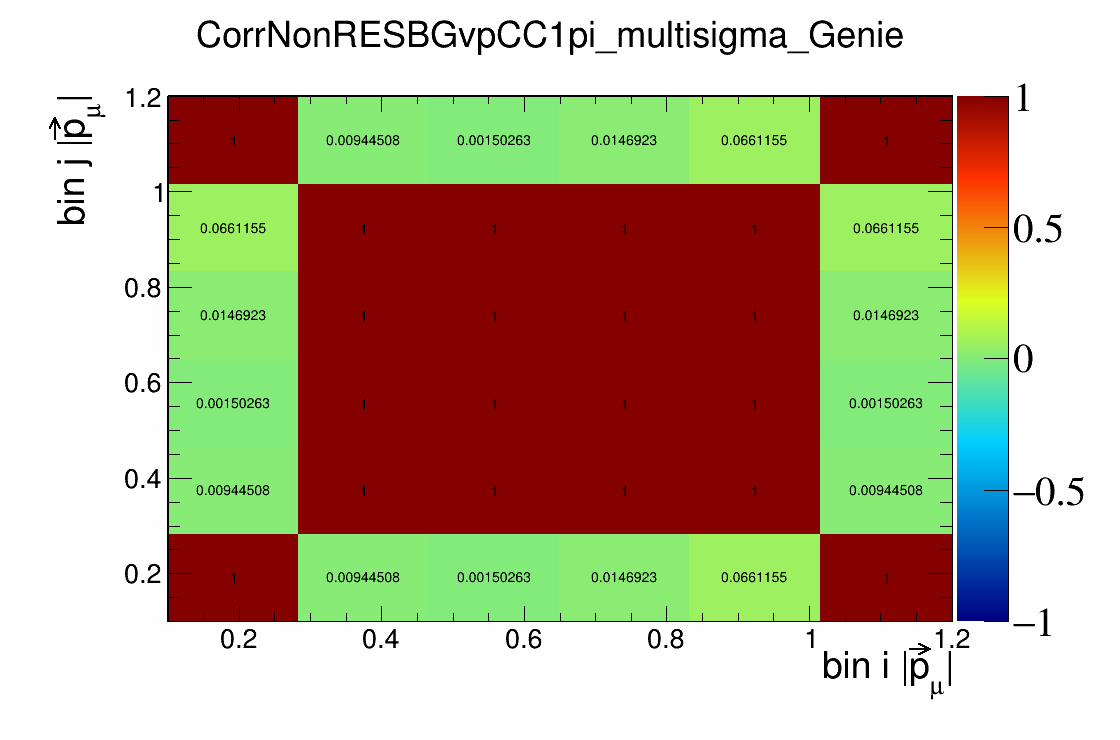 CorrNonRESBGvpCC1pi_multisigma_Genie
bin j |p⃗μ|
1.2
1
0.8
0.6
0.4
0.2
1 0.00944508 0.00150263 0.0146923 0.0661155 1
0.0661155 1 1 1 1 0.0661155
0.0146923 1 1 1 1 0.0146923
0.00150263 1 1 1 1 0.00150263
0.00944508 1 1 1 1 0.00944508
1 0.00944508 0.00150263 0.0146923 0.0661155 1
0.2 0.4 0.6 0.8 1 1.2
bin i |p⃗μ|
1
0.5
0
−0.5
−1